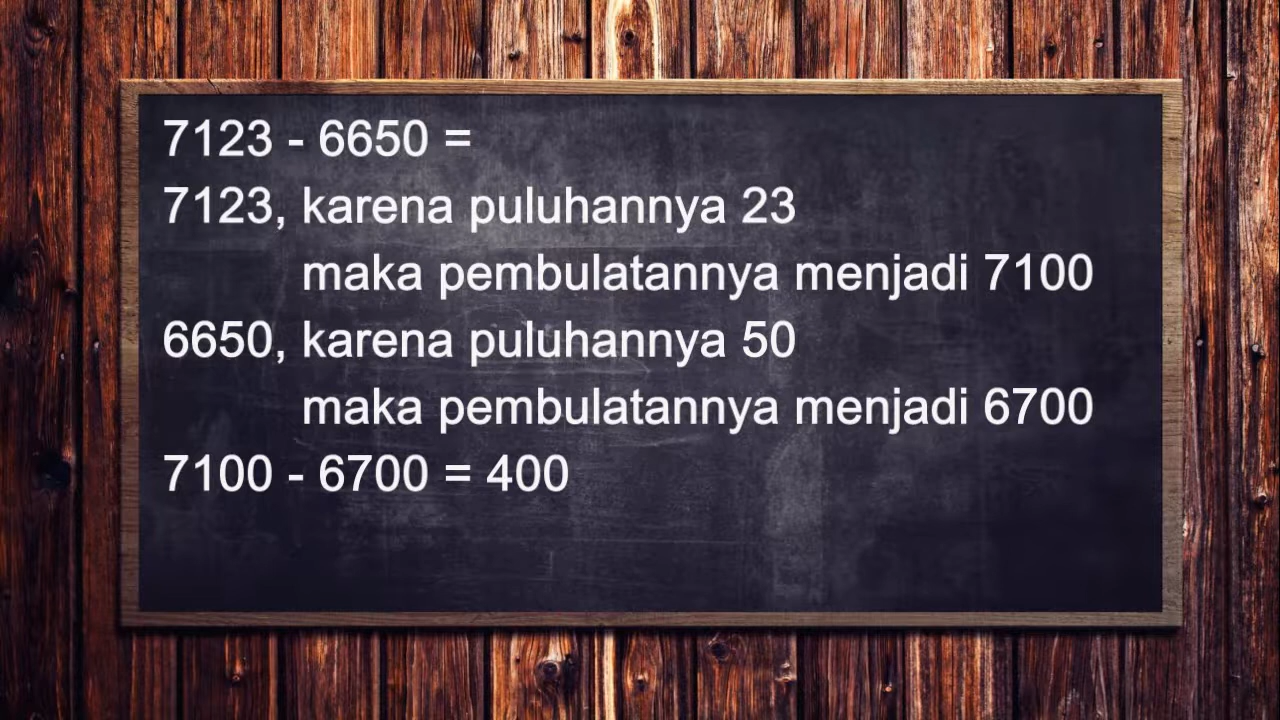 7123 - 6650 =
7123, karena puluhannya 23
maka pembulatannya menjadi 7100
6650, karena puluhannya 50
maka pembulatannya menjadi 6700
7100 - 6700 = 400